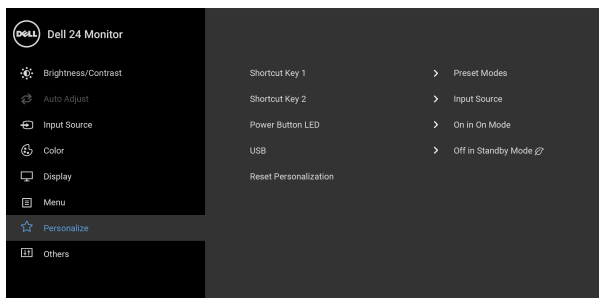 DELL Dell 24 Monitor
Brightness/Contrast Shortcut Key 1 Preset Modes
Auto Adjust Shortcut Key 2 Input Source
Input Source Power Button LED On in On Mode
Color USB Off in Standby Mode
Display Reset Personalization
Menu
Personalize
Others